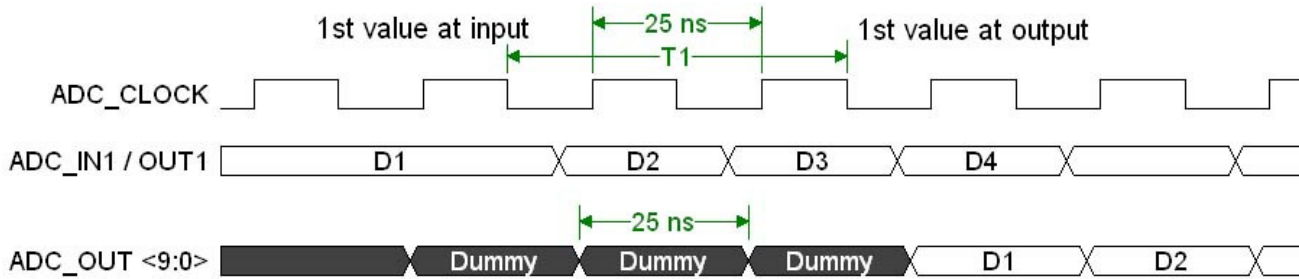 1st value at input
25 ns
1st value at output
T1
ADC_CLOCK
ADC_IN1 / OUT1 D1 D2 D3 D4
25 ns
ADC_OUT <9:0> Dummy Dummy Dummy D1 D2